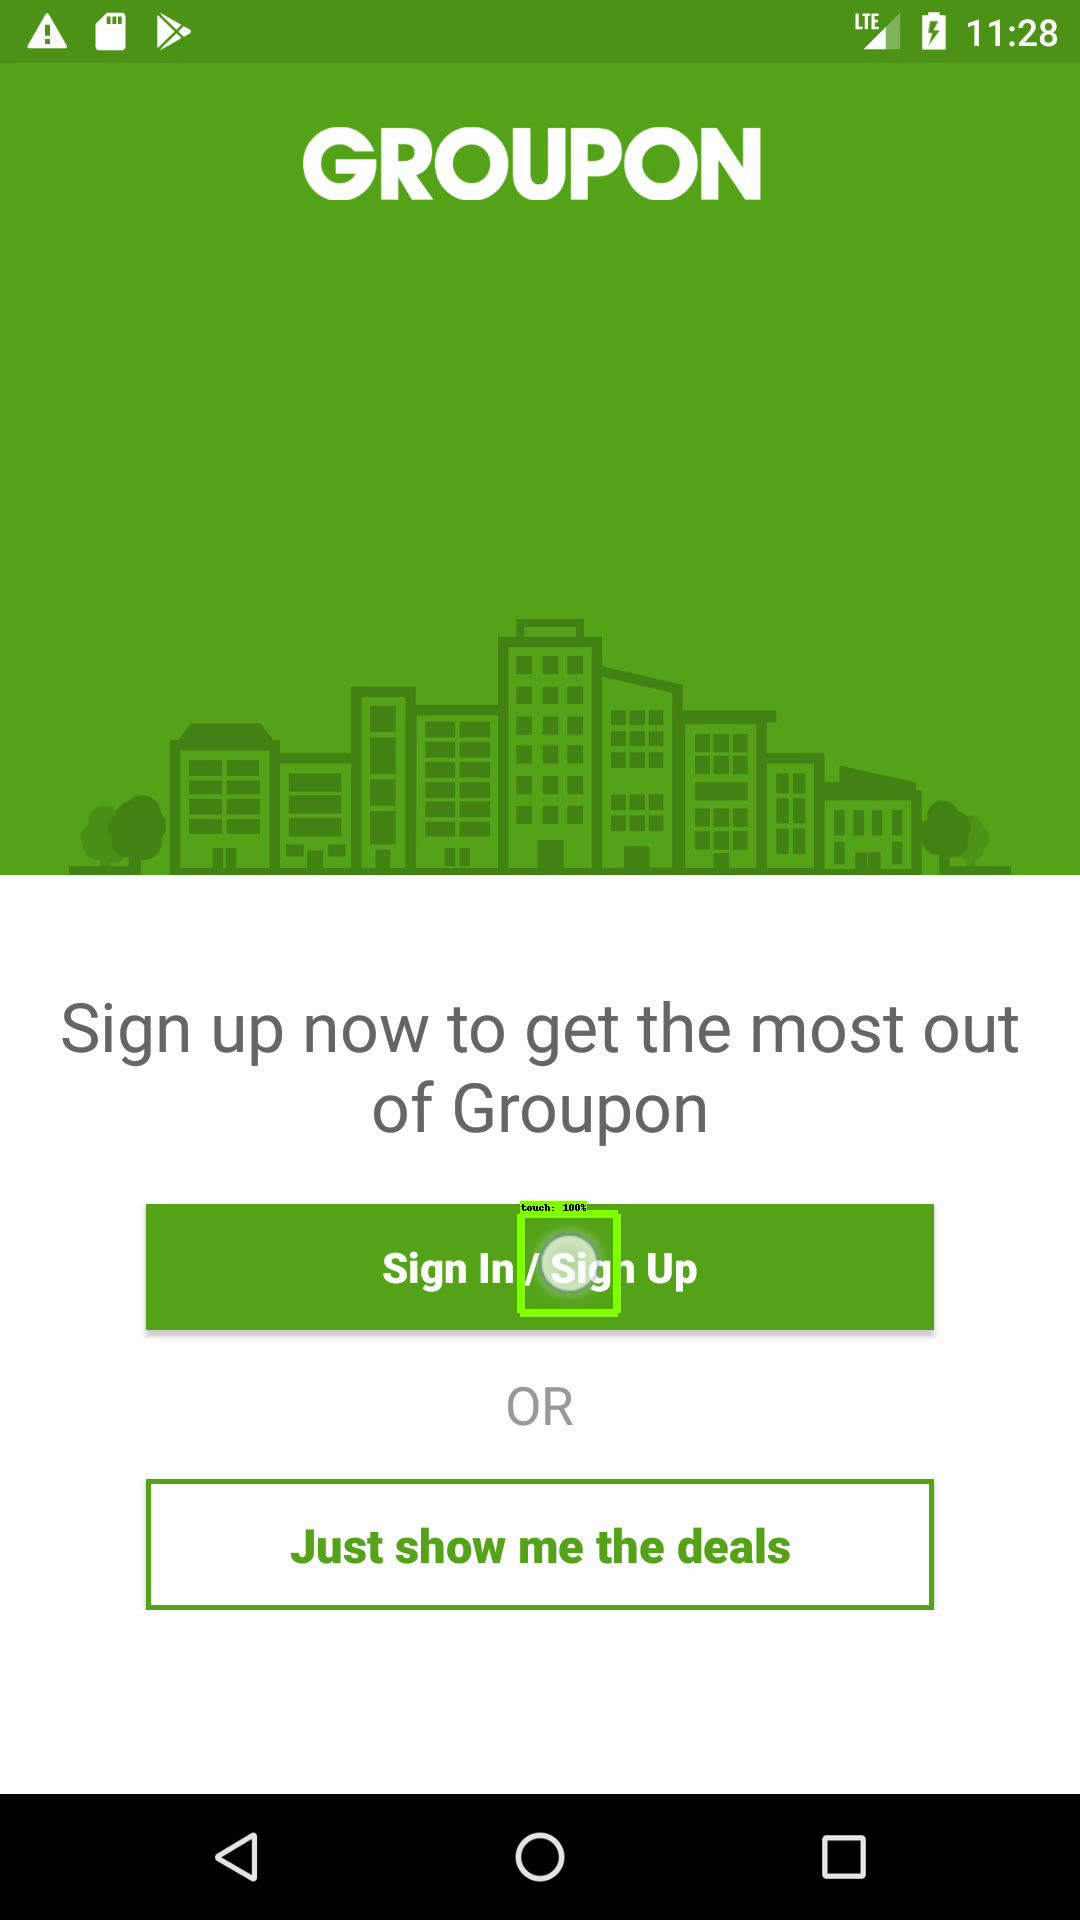 LTE 11:28
GROUPON
Sign up now to get the most out
of Groupon
touch: 100%
Sign In / Sign Up
OR
Just show me the deals